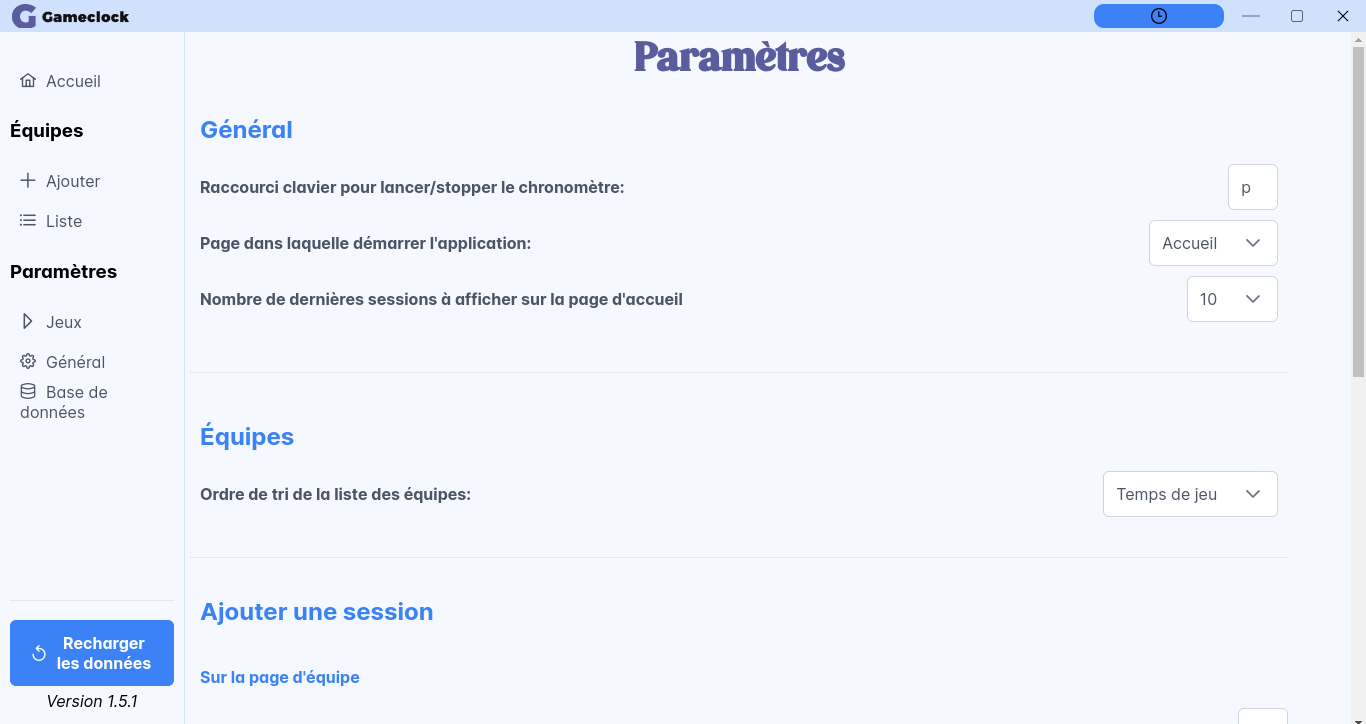 Gameclock
Accueil
Équipes
Ajouter
Liste
Paramètres
Jeux
Général
Base de
données
Recharger
les données
Version 1.5.1
Paramètres
Général
Raccourci clavier pour lancer/stopper le chronomètre:
p
Page dans laquelle démarrer l'application:
Accueil
Nombre de dernières sessions à afficher sur la page d'accueil
10
Équipes
Ordre de tri de la liste des équipes:
Temps de jeu
Ajouter une session
Sur la page d'équipe